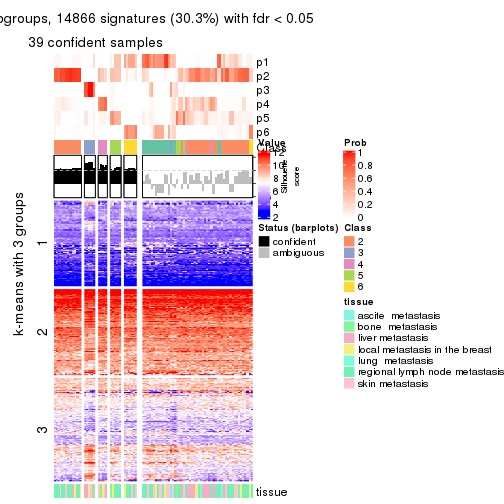 ogroups, 14866 signatures (30.3%) with fdr < 0.05
39 confident samples
p1
p2
p3
p4
p5
p6
Class
k-means with 3 groups
1
2
3
tissue
Value
12
10
8
6
4
2
Silhouette
score
Prob
1
0.8
0.6
0.4
0.2
0
Status (barplots)
confident
ambiguous
Class
2
3
4
5
6
tissue
ascite metastasis
bone metastasis
liver metastasis
local metastasis in the breast
lung metastasis
regional lymph node metastasis
skin metastasis